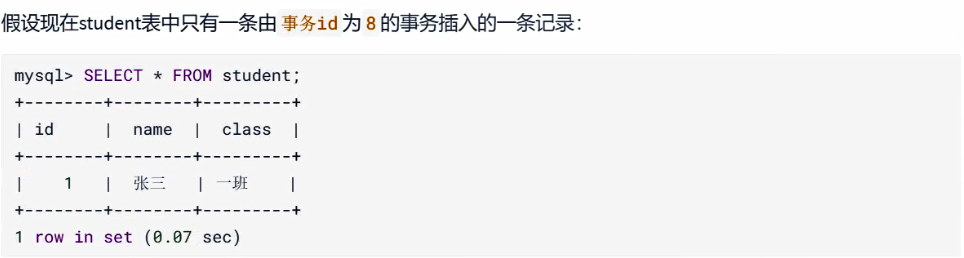 假设现在student表中只有一条由 事务id 为 8 的事务插入的一条记录：
mysql> SELECT * FROM student;
+--------+--------+---------+
| id     |  name  |  class  |
+--------+--------+---------+
|    1   |  张三   | 一班    |
+--------+--------+---------+
1 row in set (0.07 sec)